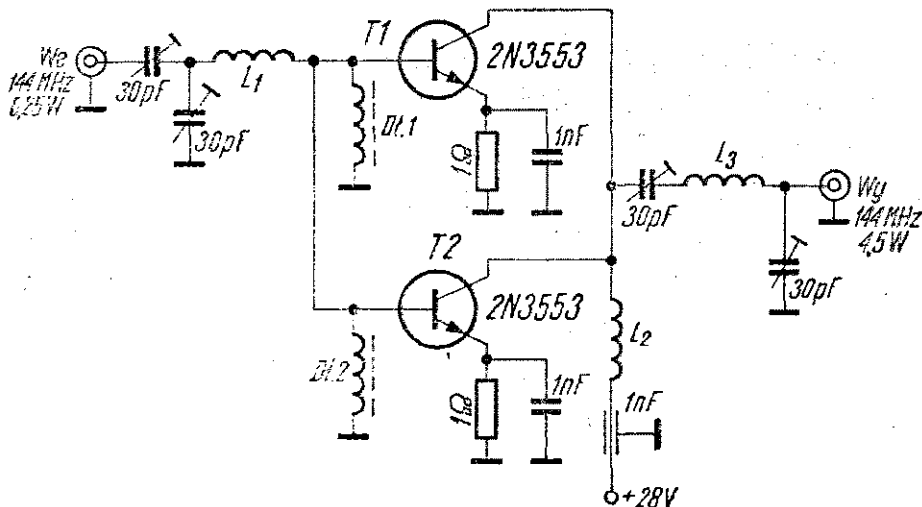 We
144 MHz
0,25W
30pF
30pF
L1
T1
2N3553
Dł.1
1Ω
1nF
L3
30pF
Wy
144 MHz
4,5W
30pF
T2
2N3553
Dł.2
1Ω
1nF
L2
1nF
+28V